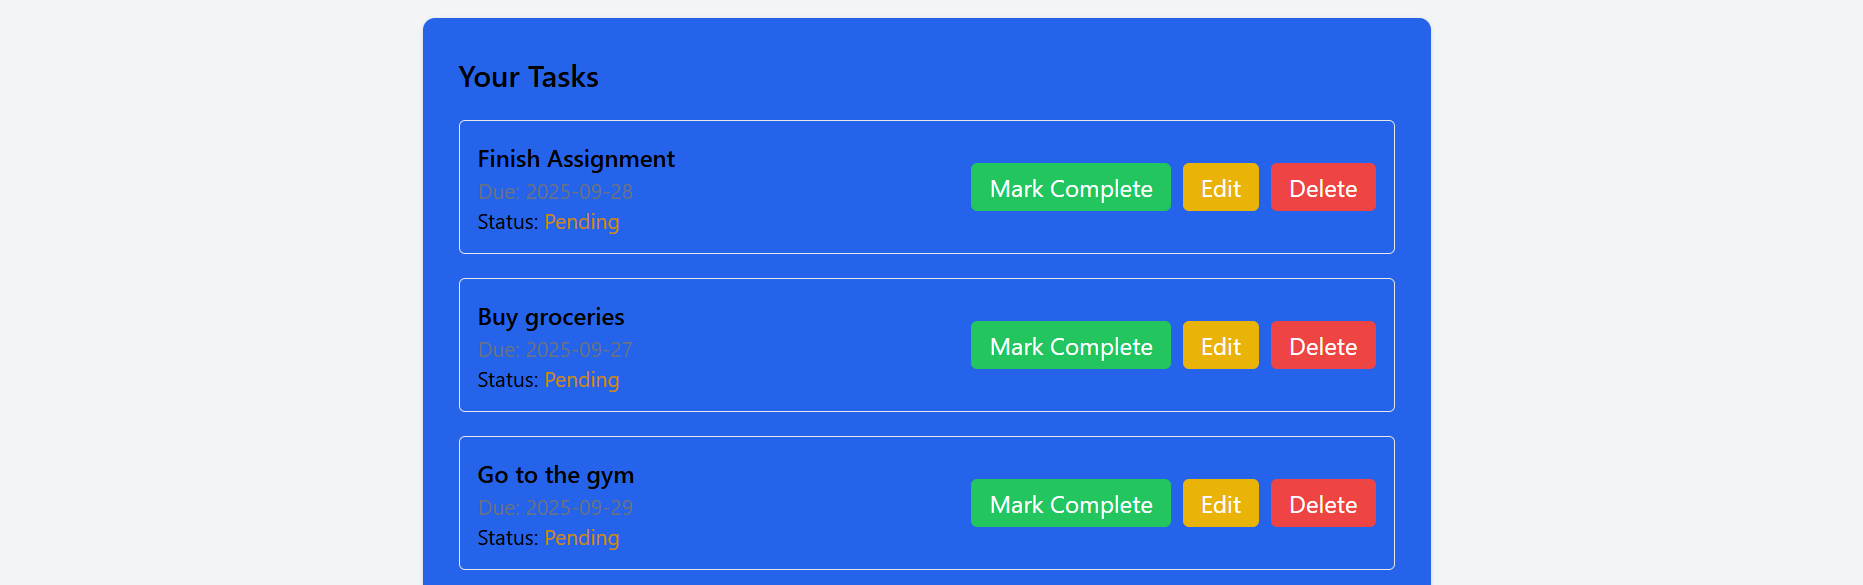 Your Tasks
Finish Assignment
Due: 2025-09-28
Status: Pending
Mark Complete Edit Delete
Buy groceries
Due: 2025-09-27
Status: Pending
Mark Complete Edit Delete
Go to the gym
Due: 2025-09-29
Status: Pending
Mark Complete Edit Delete